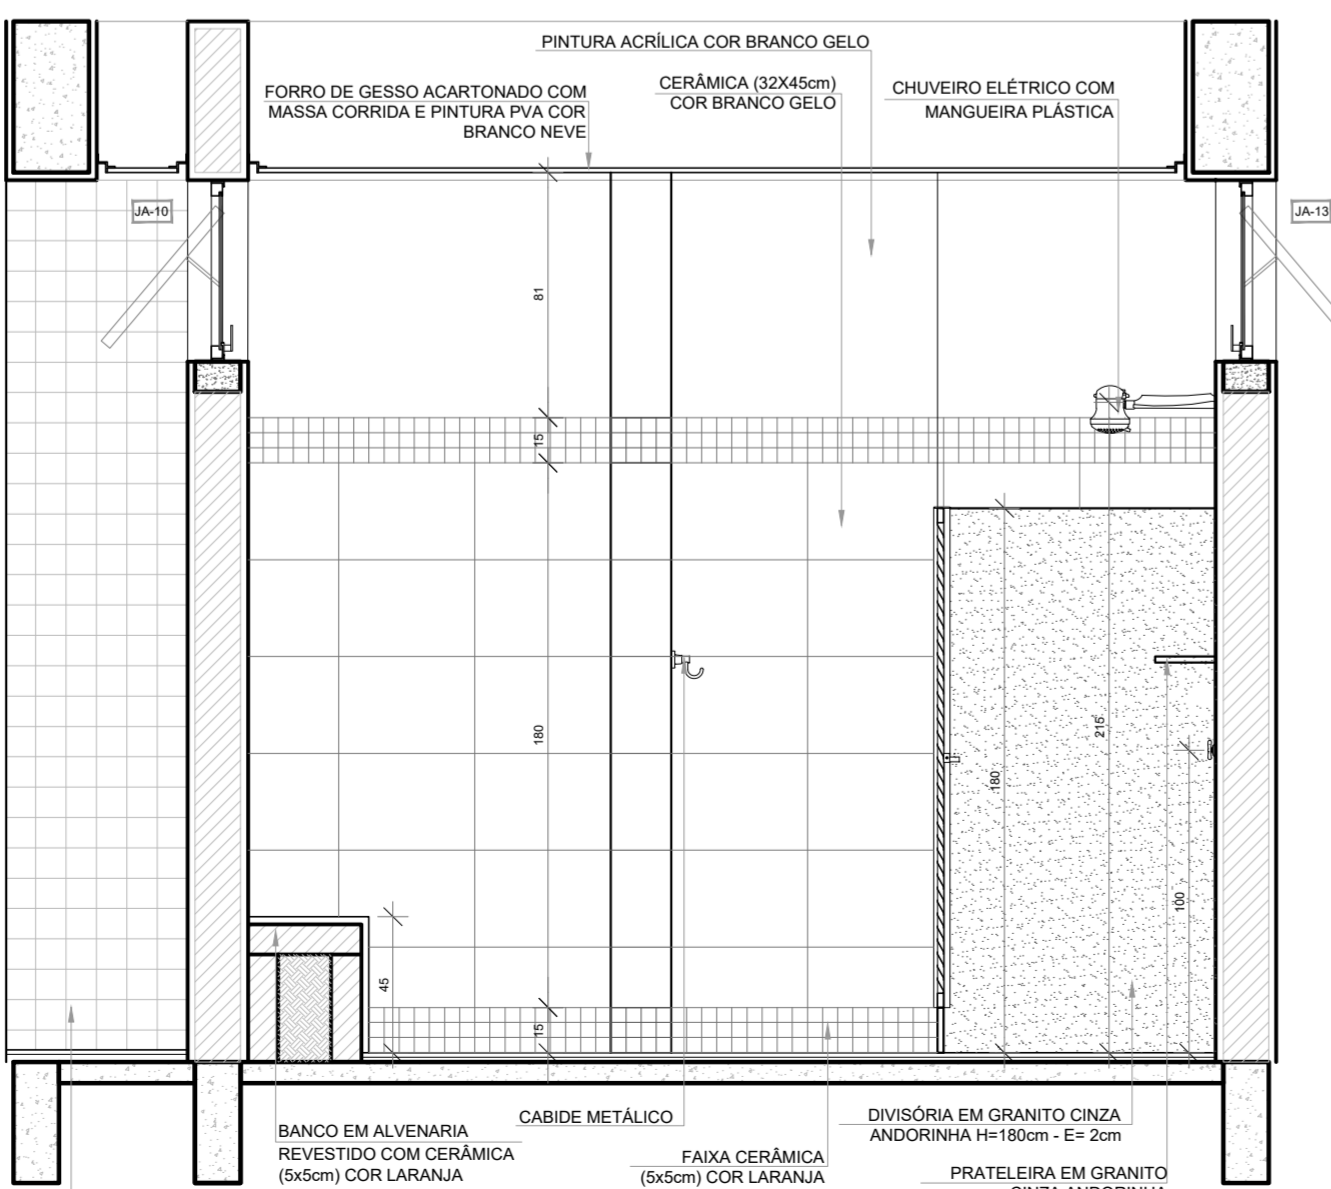 PINTURA ACRÍLICA COR BRANCO GELO
FORRO DE GESSO ACARTONADO COM
MASSA CORRIDA E PINTURA PVA COR
BRANCO NEVE
CERÂMICA (32X45cm)
COR BRANCO GELO
CHUVEIRO ELÉTRICO COM
MANGUEIRA PLÁSTICA
JA-10
JA-13
81
15
180
215
180
100
45
15
BANCO EM ALVENARIA
REVESTIDO COM CERÂMICA
(5x5cm) COR LARANJA
CABIDE METÁLICO
FAIXA CERÂMICA
(5x5cm) COR LARANJA
DIVISÓRIA EM GRANITO CINZA
ANDORINHA H=180cm - E= 2cm
PRATELEIRA EM GRANITO
CINZA ANDORINHA